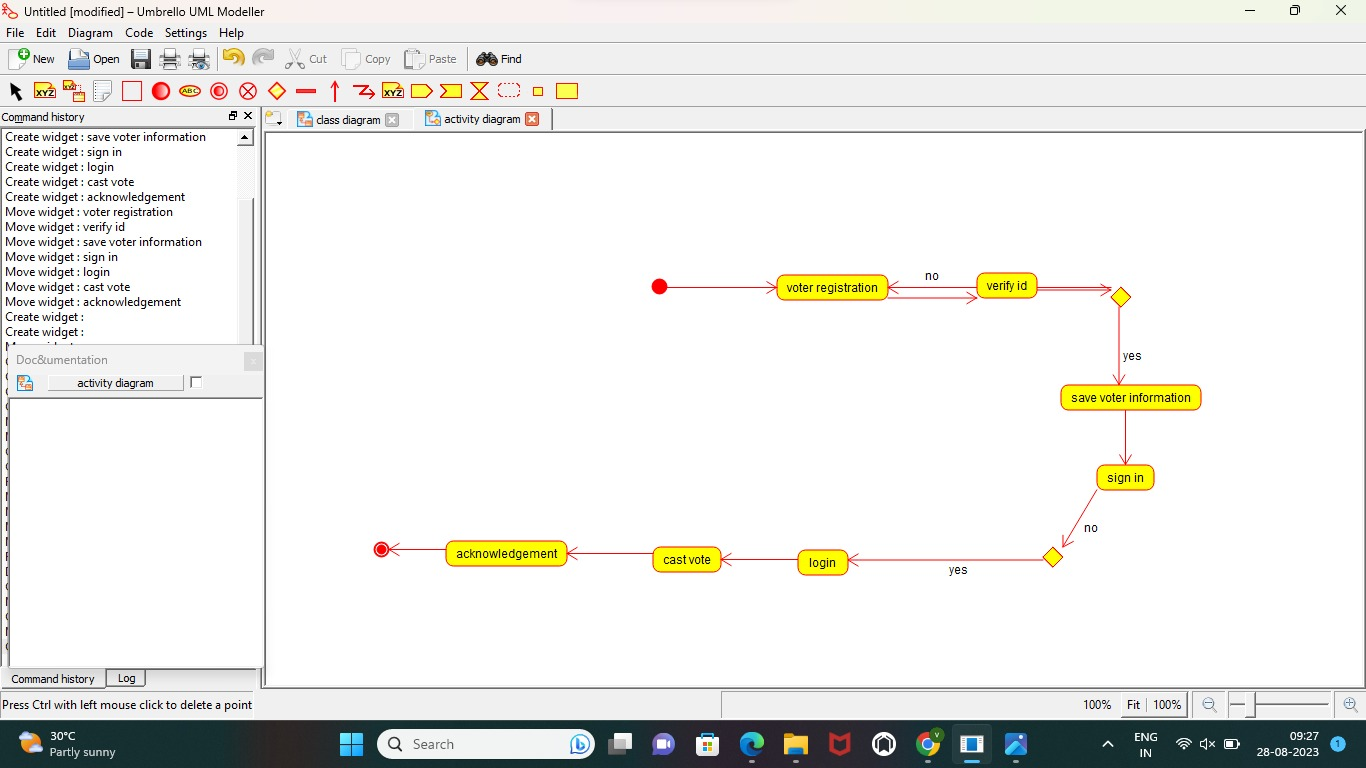 Untitled [modified] – Umbrello UML Modeller
File Edit Diagram Code Settings Help
New Open Cut Copy Paste Find
XYZ XYZ ABC XYZ
Command history
class diagram activity diagram
Create widget : save voter information
Create widget : sign in
Create widget : login
Create widget : cast vote
Create widget : acknowledgement
Move widget : voter registration
Move widget : verify id
Move widget : save voter information
Move widget : sign in
Move widget : login
Move widget : cast vote
Move widget : acknowledgement
Create widget :
Create widget :
Doc&umentation
activity diagram
voter registration
no
verify id
yes
save voter information
sign in
no
yes
login
cast vote
acknowledgement
Command history Log
Press Ctrl with left mouse click to delete a point
100% Fit 100%
30°C
Partly sunny
Search
V
ENG
IN
09:27
28-08-2023
1